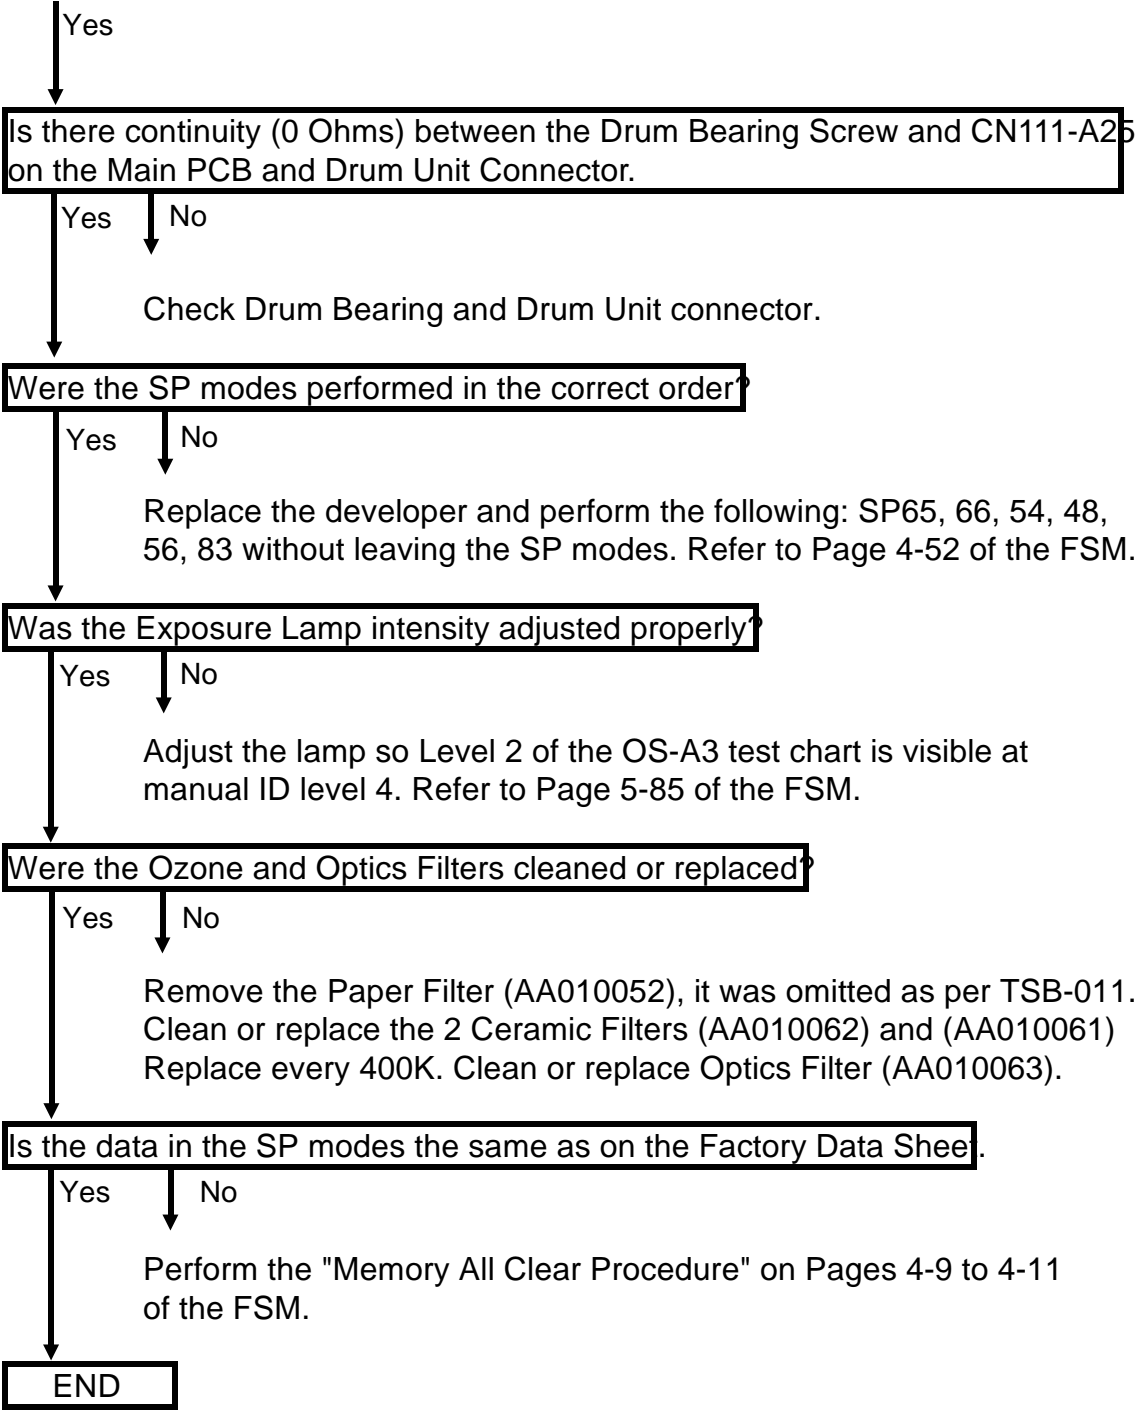 Yes
Is there continuity (0 Ohms) between the Drum Bearing Screw and CN111-A25
on the Main PCB and Drum Unit Connector.
Yes No
Check Drum Bearing and Drum Unit connector.
Were the SP modes performed in the correct order?
Yes No
Replace the developer and perform the following: SP65, 66, 54, 48,
56, 83 without leaving the SP modes. Refer to Page 4-52 of the FSM.
Was the Exposure Lamp intensity adjusted properly?
Yes No
Adjust the lamp so Level 2 of the OS-A3 test chart is visible at
manual ID level 4. Refer to Page 5-85 of the FSM.
Were the Ozone and Optics Filters cleaned or replaced?
Yes No
Remove the Paper Filter (AA010052), it was omitted as per TSB-011.
Clean or replace the 2 Ceramic Filters (AA010062) and (AA010061)
Replace every 400K. Clean or replace Optics Filter (AA010063).
Is the data in the SP modes the same as on the Factory Data Sheet.
Yes No
Perform the "Memory All Clear Procedure" on Pages 4-9 to 4-11
of the FSM.
END